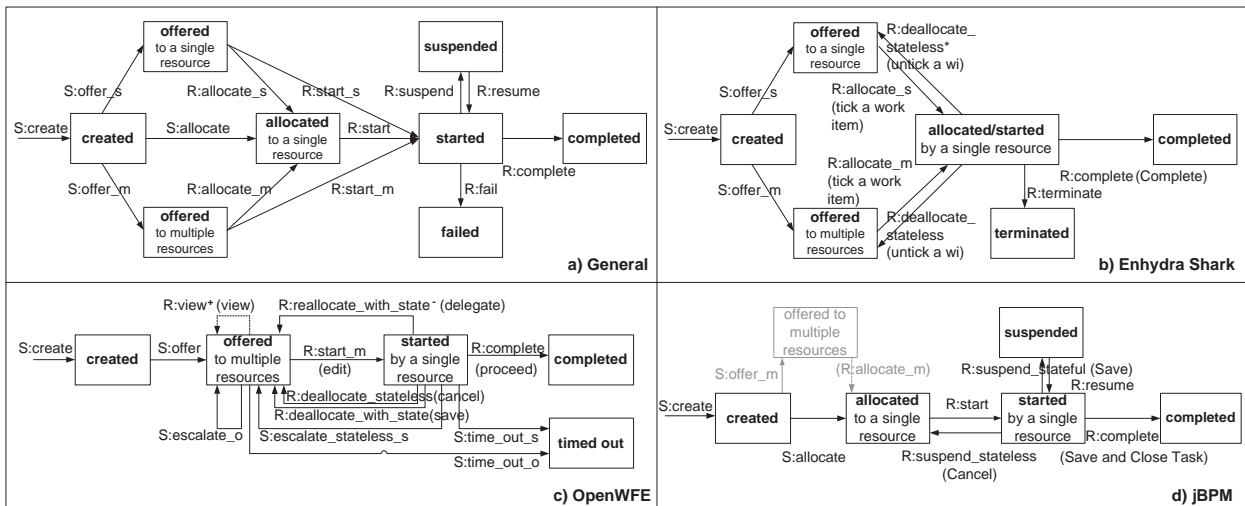 offered
to a single
resource
S:offer_s
R:allocate_s
R:start_s
S:create
created
S:allocate
allocated
to a single
resource
R:start
suspended
R:suspend
R:resume
started
completed
R:complete
R:fail
failed
S:offer_m
R:allocate_m
R:start_m
offered
to multiple
resources
a) General
offered
to a single
resource
R:deallocate_
stateless*
(untick a wi)
S:offer_s
R:allocate_s
(tick a work
item)
S:create
created
allocated/started
by a single resource
completed
R:complete (Complete)
R:terminate
terminated
S:offer_m
R:allocate_m
(tick a work
item)
offered
to multiple
resources
R:deallocate_
stateless
(untick a wi)
b) Enhydra Shark
R:view+ (view)
R:reallocate_with_state- (delegate)
S:create
created
S:offer
offered
to multiple
resources
R:start_m
(edit)
started
by a single
resource
R:complete
(proceed)
completed
R:deallocate_stateless(cancel)
R:deallocate_with_state(save)
S:escalate_o
S:escalate_stateless_s
S:time_out_s
S:time_out_o
timed out
c) OpenWFE
offered to
multiple
resources
S:offer_m
(R:allocate_m)
suspended
R:suspend_stateful (Save)
R:resume
S:create
created
S:allocate
allocated
to a single
resource
R:start
R:suspend_stateless
(Cancel)
started
by a single
resource
R:complete
(Save and Close Task)
completed
d) jBPM